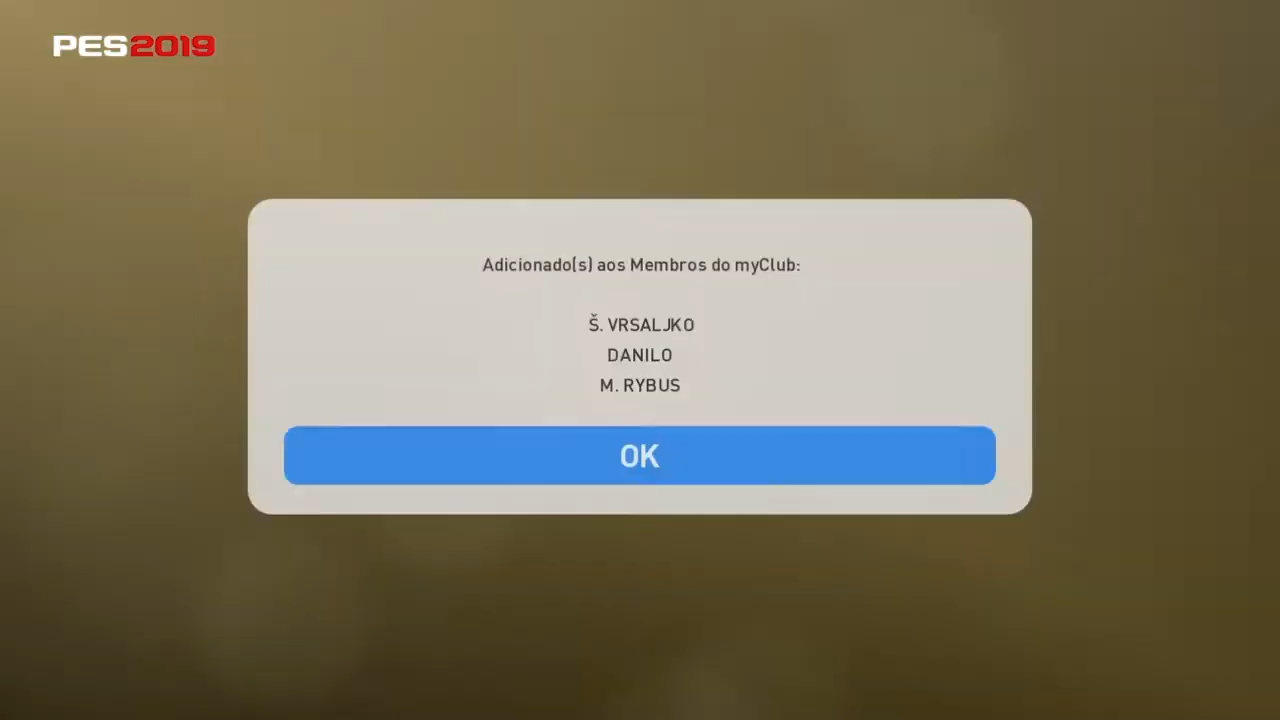 PES2019
Adicionado(s) aos Membros do myClub:
Š. VRSALJKO
DANILO
M. RYBUS
OK